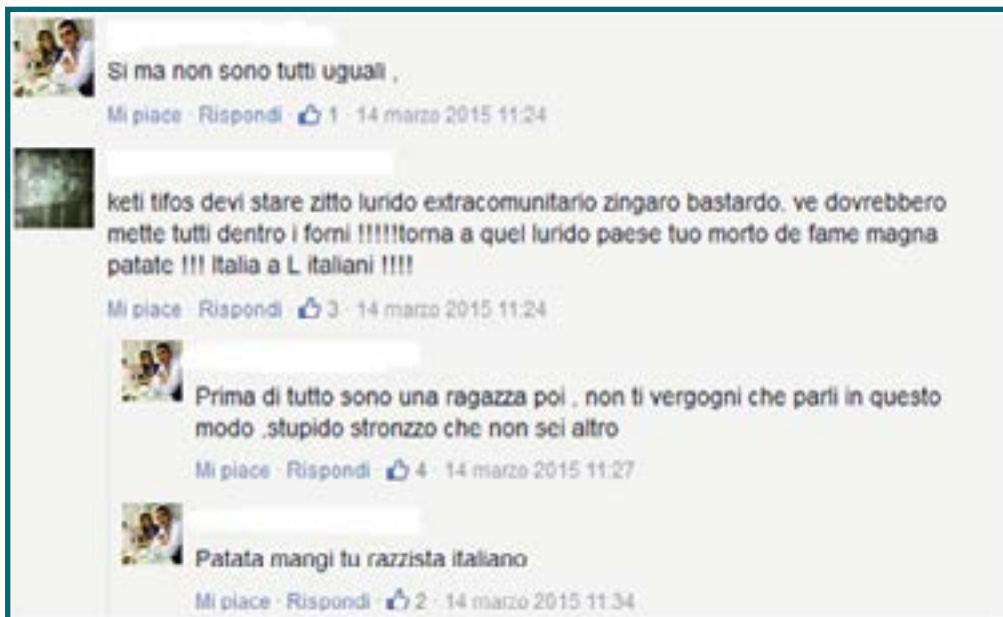 Si ma non sono tutti uguali ,
Mi piace · Rispondi · 1 · 14 marzo 2015 11:24
keti tifos devi stare zitto lurido extracomunitario zingaro bastardo. ve dovrebbero
mette tutti dentro i forni !!!!!torna a quel lurido paese tuo morto de fame magna
patate !!! Italia a L italiani !!!!
Mi piace · Rispondi · 3 · 14 marzo 2015 11:24
Prima di tutto sono una ragazza poi , non ti vergogni che parli in questo
modo ,stupido stronzzo che non sei altro
Mi piace · Rispondi · 4 · 14 marzo 2015 11:27
Patata mangi tu razzista italiano
Mi piace · Rispondi · 2 · 14 marzo 2015 11:34